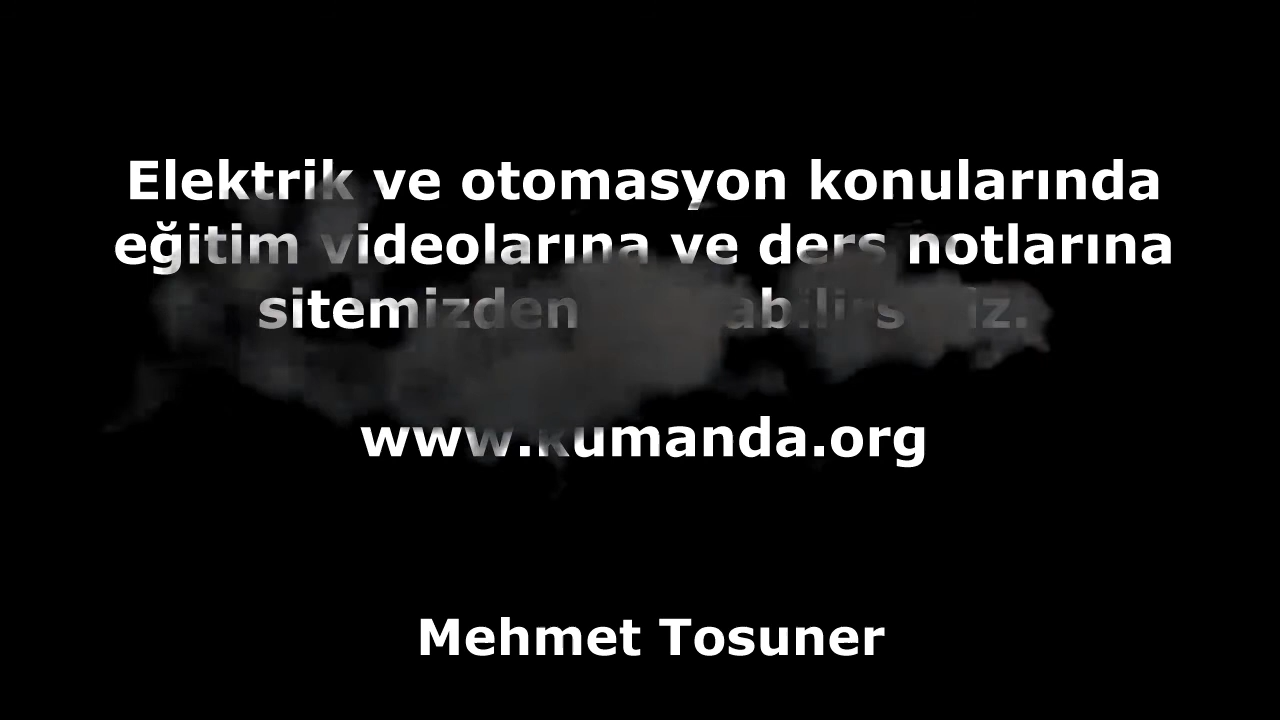 Elektrik ve otomasyon konularında
eğitim videolarına ve ders notlarına
sitemizden
www.kumanda.org
Mehmet Tosuner